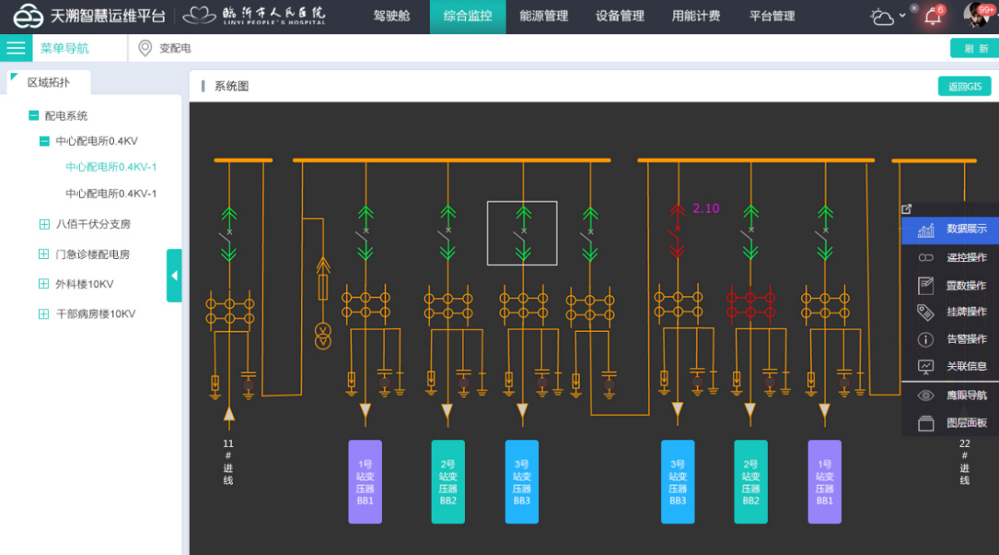 天溯智慧运维平台
临沂市人民医院
LINYI PEOPLE'S HOSPITAL
驾驶舱
综合监控
能源管理
设备管理
用能计费
平台管理
6
99+
菜单导航
变配电
刷 新
区域拓扑
系统图
返回GIS
配电系统
中心配电所0.4KV
中心配电所0.4KV-1
中心配电所0.4KV-1
八佰千伏分支房
门急诊楼配电房
外科楼10KV
干部病房楼10KV
2.10
数据展示
遥控操作
置数操作
挂牌操作
告警操作
关联信息
鹰眼导航
图层面板
11
#
进
线
1号
站变
压器
BB1
2号
站变
压器
BB2
3号
站变
压器
BB3
3号
站变
压器
BB3
2号
站变
压器
BB2
1号
站变
压器
BB1
22
#
进
线